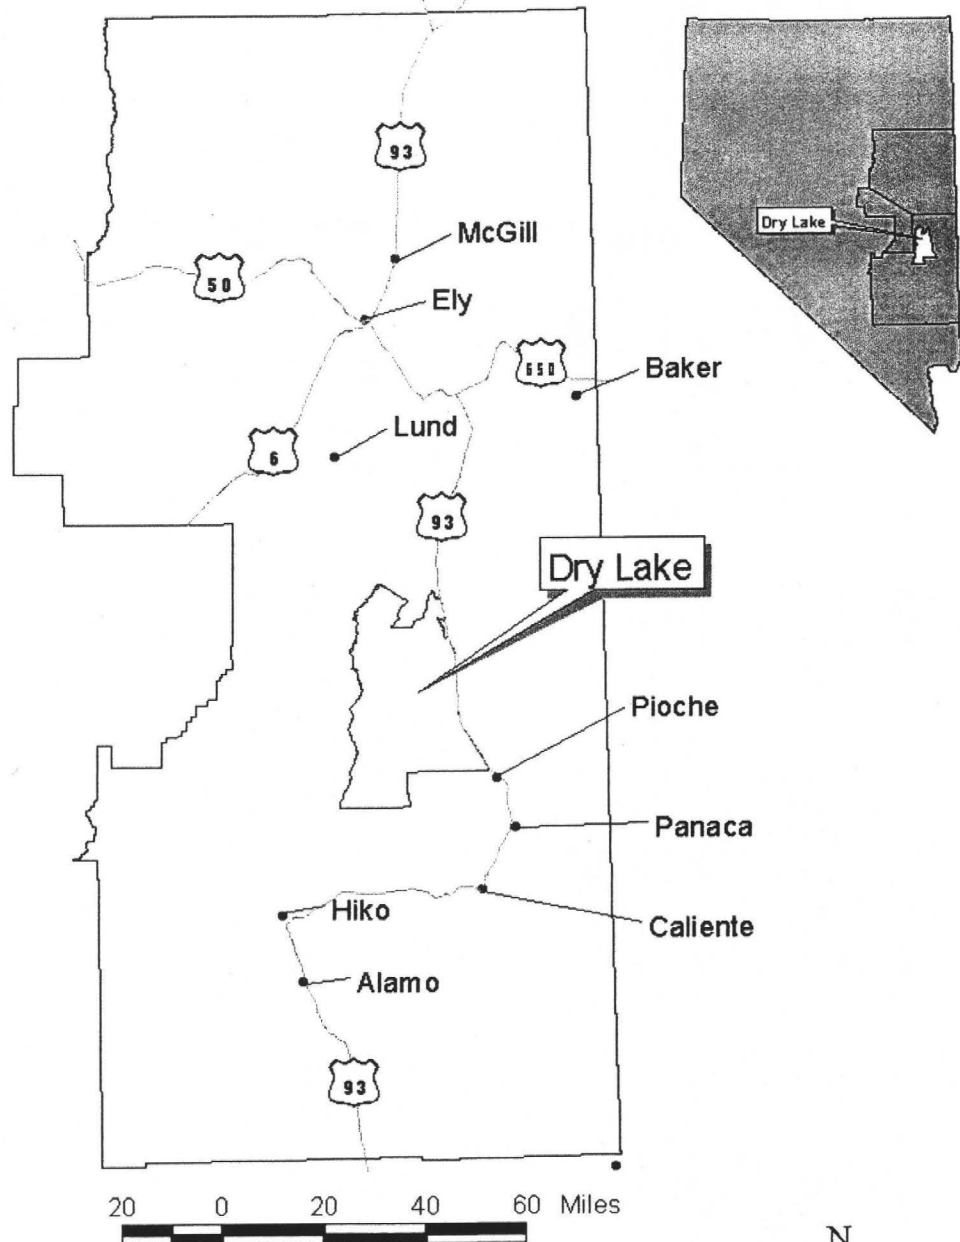 93
McGill
50
Ely
Dry Lake
650
Baker
Lund
6
93
Dry Lake
Pioche
Panaca
Hiko
Caliente
Alamo
93
20 0 20 40 60 Miles
N